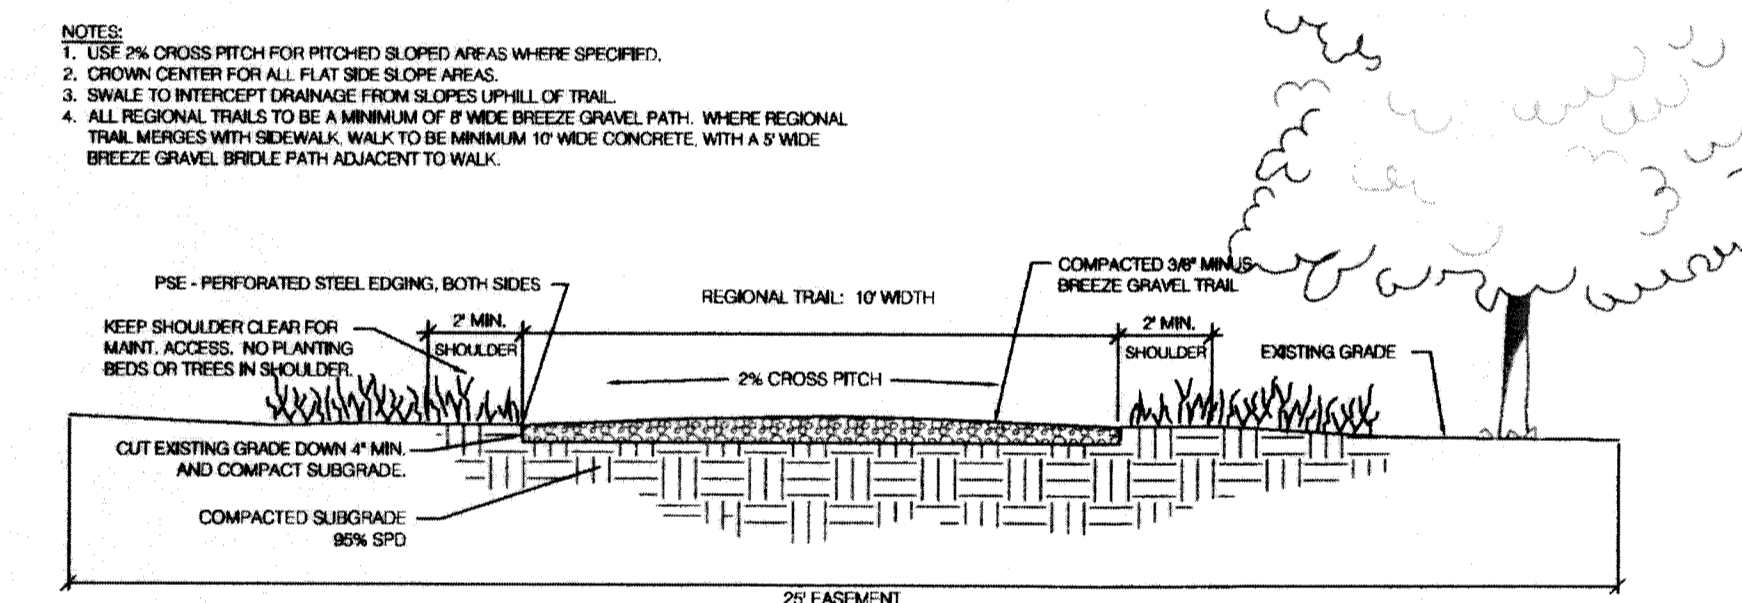 NOTES:
1. USE 2% CROSS PITCH FOR PITCHED SLOPED AREAS WHERE SPECIFIED.
2. CROWN CENTER FOR ALL FLAT SIDE SLOPE AREAS.
3. SWALE TO INTERCEPT DRAINAGE FROM SLOPES UPHILL OF TRAIL.
4. ALL REGIONAL TRAILS TO BE A MINIMUM OF 8' WIDE BREEZE GRAVEL PATH. WHERE REGIONAL
TRAIL MERGES WITH SIDEWALK, WALK TO BE MINIMUM 10' WIDE CONCRETE, WITH A 5' WIDE
BREEZE GRAVEL BRIDLE PATH ADJACENT TO WALK.
PSE - PERFORATED STEEL EDGING, BOTH SIDES
REGIONAL TRAIL: 10' WIDTH
COMPACTED 3/8" MINUS
BREEZE GRAVEL TRAIL
KEEP SHOULDER CLEAR FOR
MAINT. ACCESS. NO PLANTING
BEDS OR TREES IN SHOULDER.
2' MIN.
SHOULDER
2' MIN.
SHOULDER
EXISTING GRADE
2% CROSS PITCH
CUT EXISTING GRADE DOWN 4" MIN.
AND COMPACT SUBGRADE.
COMPACTED SUBGRADE
95% SPD
25' EASEMENT